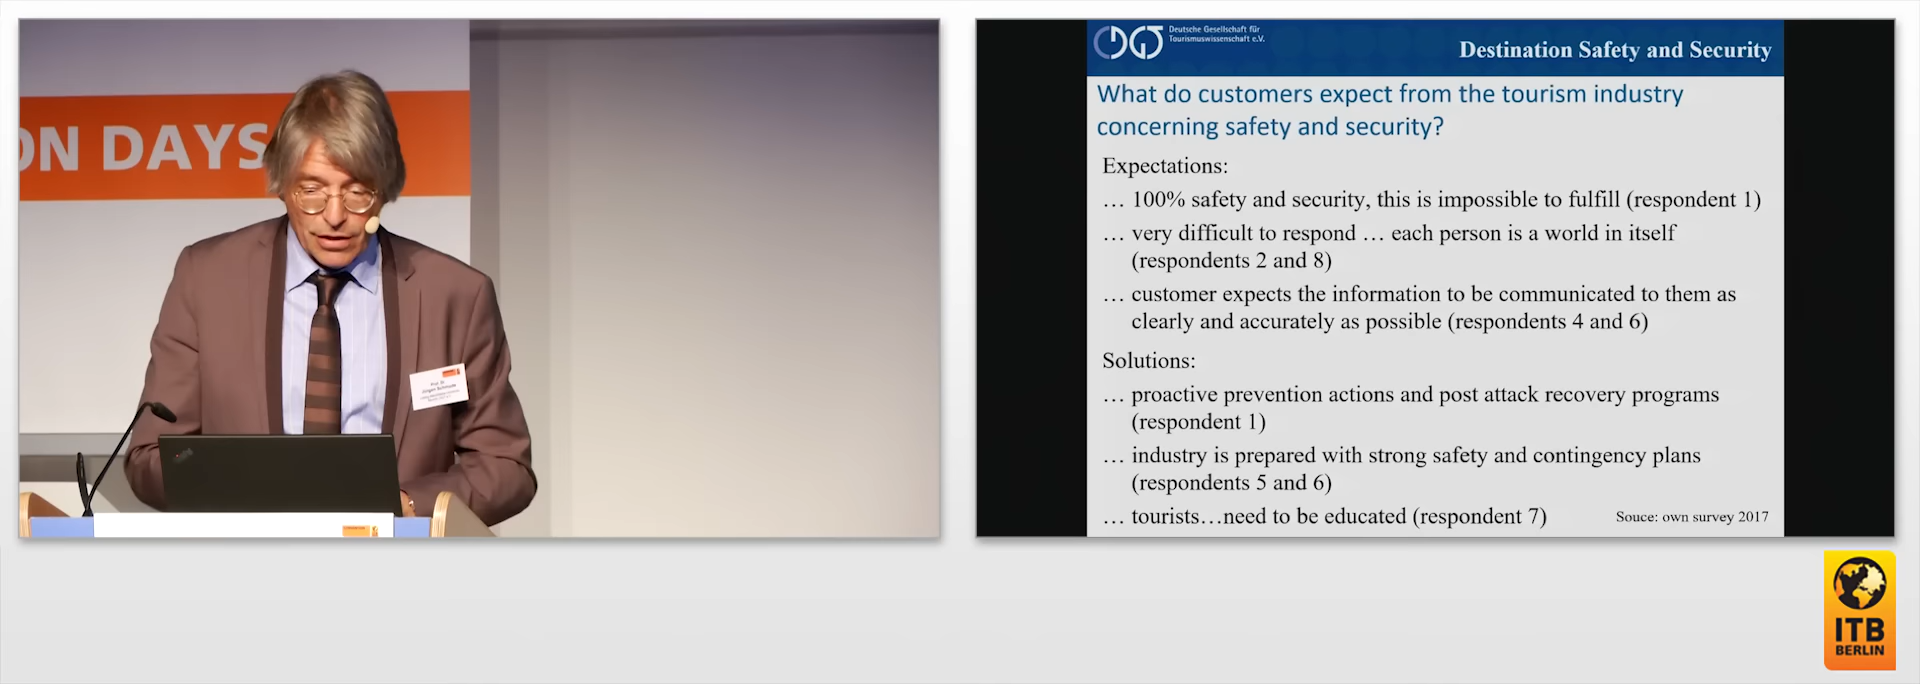 ON DAYS
Prof. Dr.
Jürgen Schmude
Deutsche Gesellschaft für
Tourismuswissenschaft e.V.
Destination Safety and Security
What do customers expect from the tourism industry
concerning safety and security?
Expectations:
… 100% safety and security, this is impossible to fulfill (respondent 1)
… very difficult to respond … each person is a world in itself
(respondents 2 and 8)
… customer expects the information to be communicated to them as
clearly and accurately as possible (respondents 4 and 6)
Solutions:
… proactive prevention actions and post attack recovery programs
(respondent 1)
… industry is prepared with strong safety and contingency plans
(respondents 5 and 6)
… tourists…need to be educated (respondent 7)
Souce: own survey 2017
ITB
BERLIN